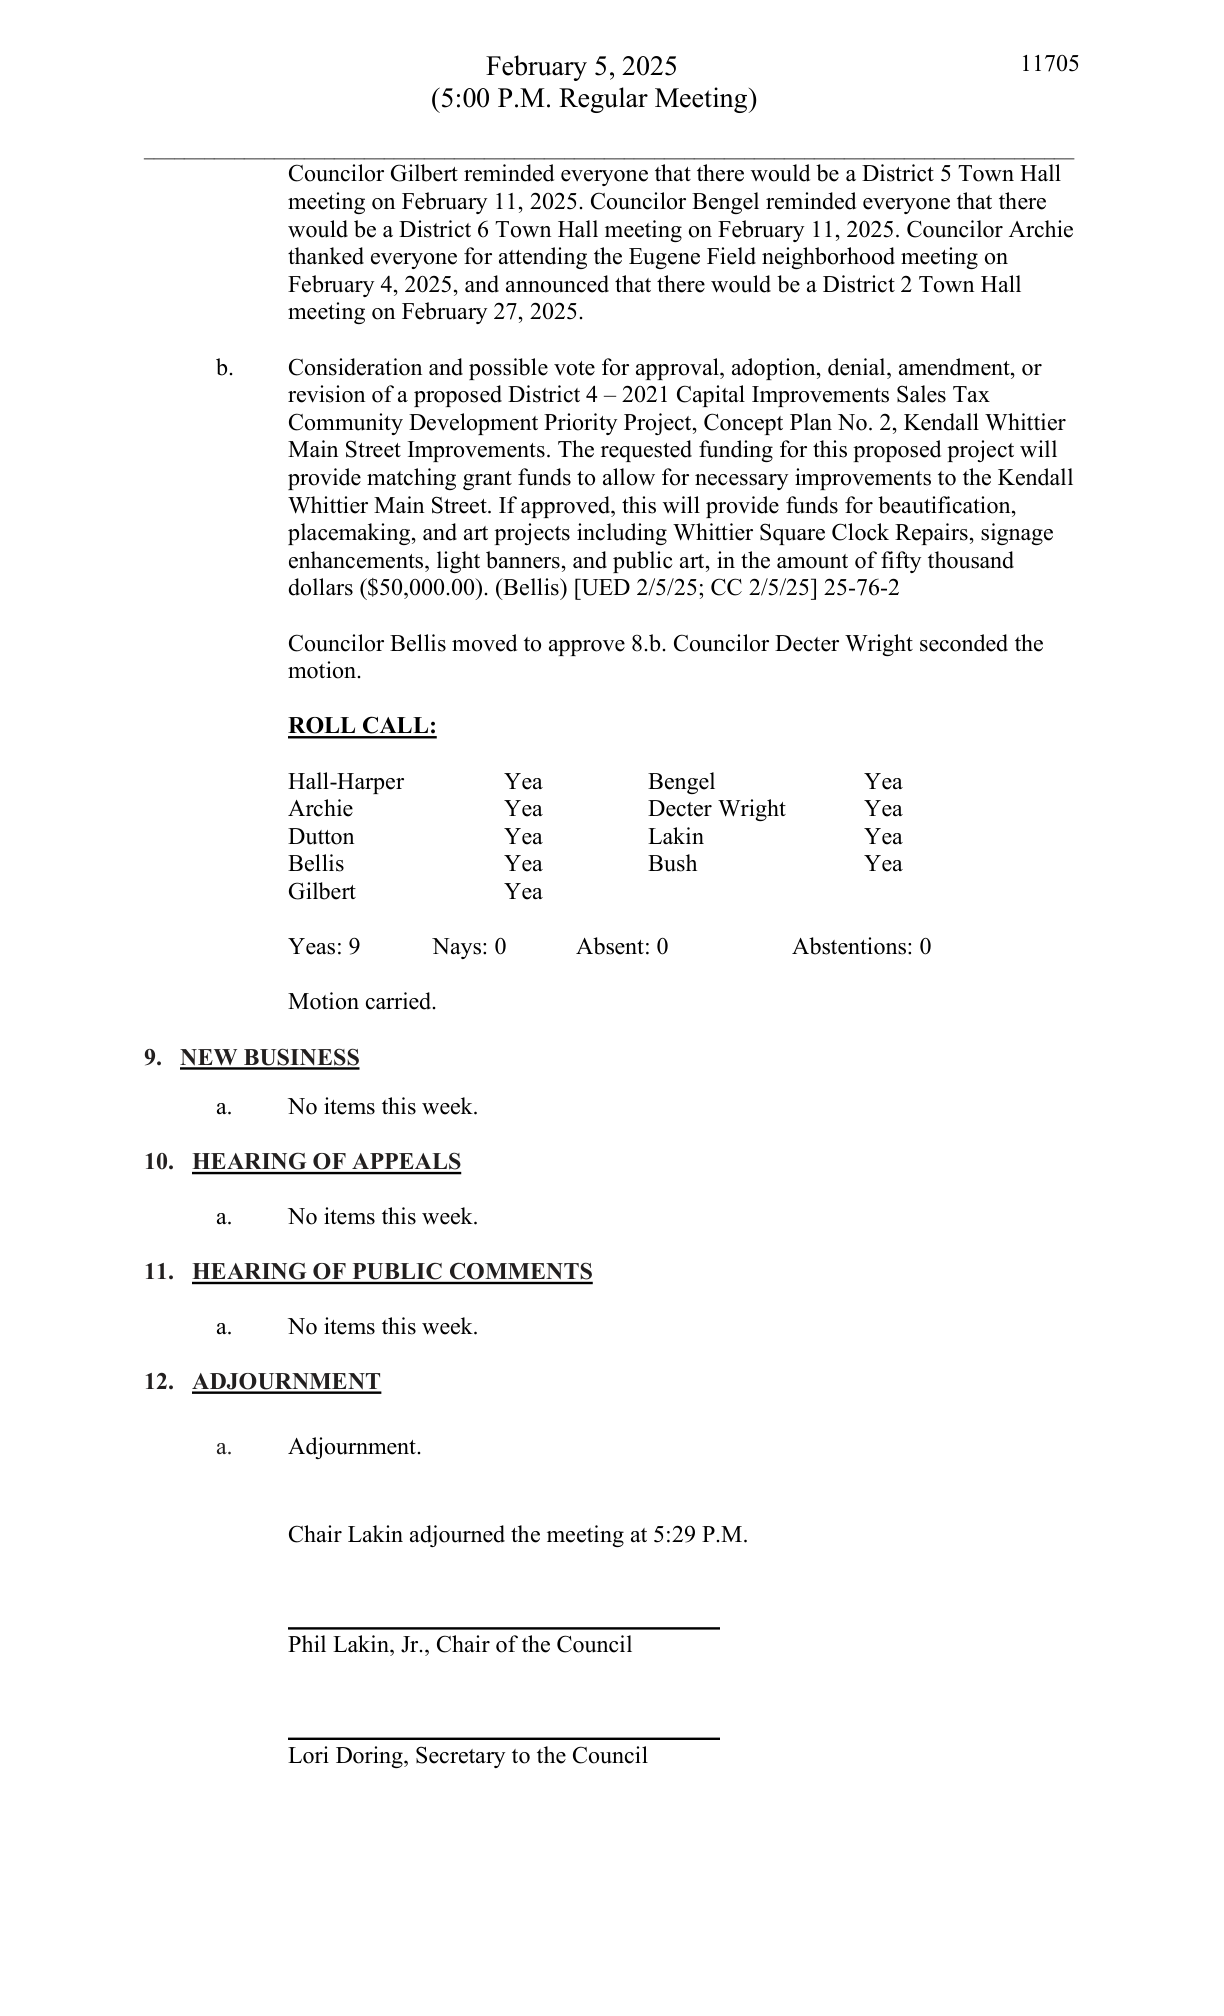 February 5, 2025
11705
(5:00 P.M. Regular Meeting)
Councilor Gilbert reminded everyone that there would be a District 5 Town Hall
meeting on February 11, 2025. Councilor Bengel reminded everyone that there
would be a District 6 Town Hall meeting on February 11, 2025. Councilor Archie
thanked everyone for attending the Eugene Field neighborhood meeting on
February 4, 2025, and announced that there would be a District 2 Town Hall
meeting on February 27, 2025.
b. Consideration and possible vote for approval, adoption, denial, amendment, or
revision of a proposed District 4 – 2021 Capital Improvements Sales Tax
Community Development Priority Project, Concept Plan No. 2, Kendall Whittier
Main Street Improvements. The requested funding for this proposed project will
provide matching grant funds to allow for necessary improvements to the Kendall
Whittier Main Street. If approved, this will provide funds for beautification,
placemaking, and art projects including Whittier Square Clock Repairs, signage
enhancements, light banners, and public art, in the amount of fifty thousand
dollars ($50,000.00). (Bellis) [UED 2/5/25; CC 2/5/25] 25-76-2
Councilor Bellis moved to approve 8.b. Councilor Decter Wright seconded the
motion.
ROLL CALL:
Hall-Harper Yea Bengel Yea
Archie Yea Decter Wright Yea
Dutton Yea Lakin Yea
Bellis Yea Bush Yea
Gilbert Yea
Yeas: 9 Nays: 0 Absent: 0 Abstentions: 0
Motion carried.
9. NEW BUSINESS
a. No items this week.
10. HEARING OF APPEALS
a. No items this week.
11. HEARING OF PUBLIC COMMENTS
a. No items this week.
12. ADJOURNMENT
a. Adjournment.
Chair Lakin adjourned the meeting at 5:29 P.M.
Phil Lakin, Jr., Chair of the Council
Lori Doring, Secretary to the Council